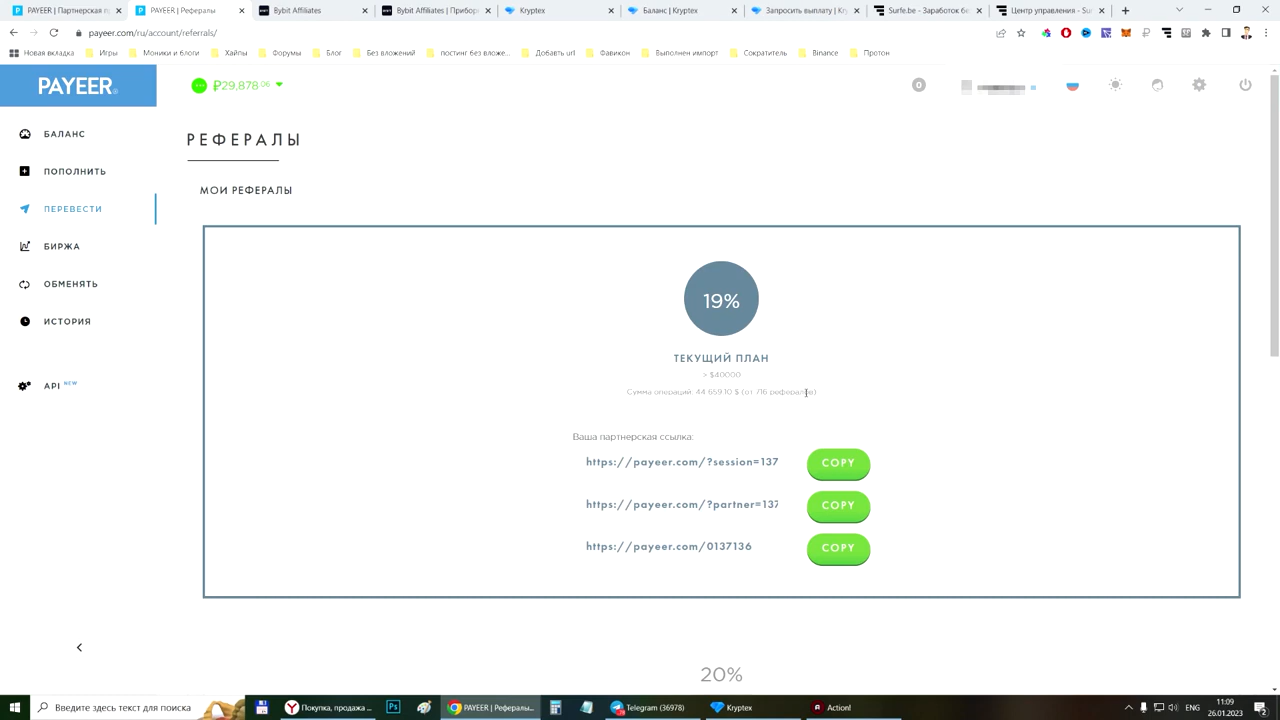 PAYEER | Партнерская пр
PAYEER | Рефералы
Bybit Affiliates
Bybit Affiliates | Прибор
Kryptex
Баланс | Kryptex
Запросить выплату | Kry
Surfe.be - Заработок бе
Центр управления - Sur
payeer.com/ru/account/referrals/
Новая вкладка
Игры
Моники и блоги
Хайпы
Форумы
Блог
Без вложений
постинг без вложе...
Добавть url
Фавикон
Выполнен импорт
Сократитель
Binance
Протон
PAYEER
₽29,878.06
0
БАЛАНС
ПОПОЛНИТЬ
ПЕРЕВЕСТИ
БИРЖА
ОБМЕНЯТЬ
ИСТОРИЯ
API NEW
РЕФЕРАЛЫ
МОИ РЕФЕРАЛЫ
19%
ТЕКУЩИЙ ПЛАН
> $40000
Сумма операций: 44 659.10 $ (от 716 рефералов)
Ваша партнерская ссылка:
https://payeer.com/?session=137
COPY
https://payeer.com/?partner=137
COPY
https://payeer.com/0137136
COPY
20%
Введите здесь текст для поиска
Покупка, продажа ...
PAYEER | Рефералы...
Telegram (36978)
Kryptex
Action!
ENG
11:09
26.01.2023